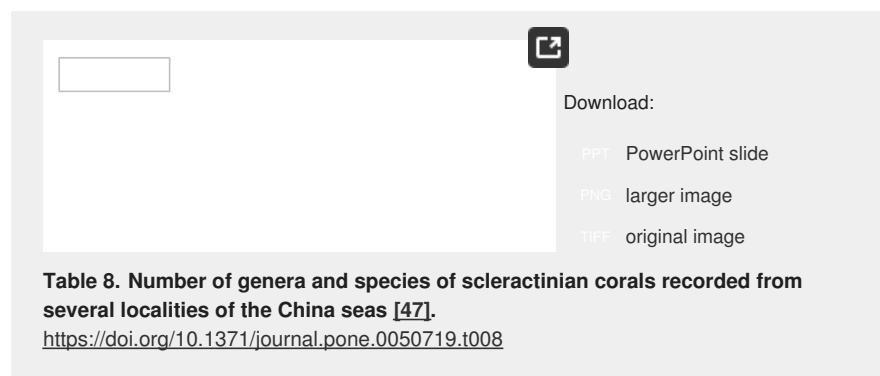 Download:
PPT PowerPoint slide
PNG larger image
TIFF original image
Table 8. Number of genera and species of scleractinian corals recorded from
several localities of the China seas [47].
https://doi.org/10.1371/journal.pone.0050719.t008